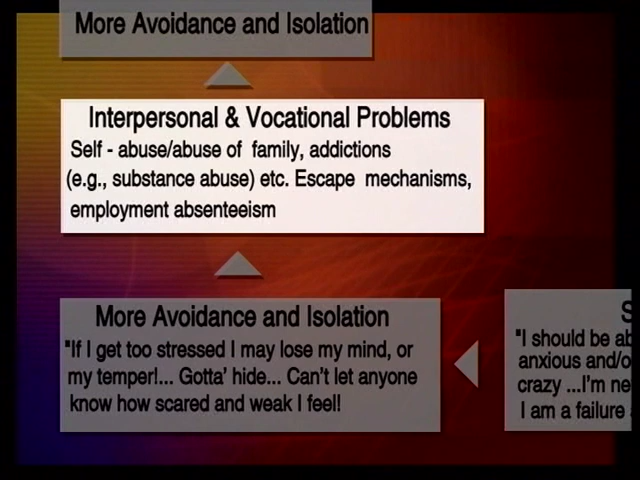 More Avoidance and Isolation
Interpersonal & Vocational Problems
Self - abuse/abuse of family, addictions
(e.g., substance abuse) etc. Escape mechanisms,
employment absenteeism
More Avoidance and Isolation
"If I get too stressed I may lose my mind, or
my temper!... Gotta' hide... Can't let anyone
know how scared and weak I feel!
"I should be
anxious and/o
crazy ...I'm
I am a failure